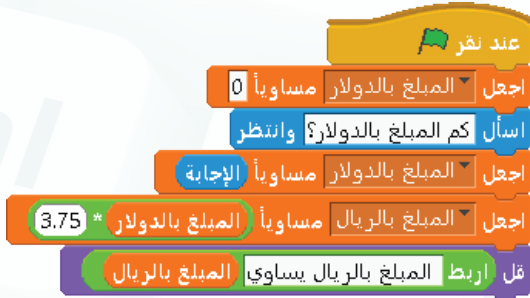 عند نقر
اجعل المبلغ بالدولار مساوياً 0
اسأل كم المبلغ بالدولار؟ وانتظر
اجعل المبلغ بالدولار مساوياً الإجابة
اجعل المبلغ بالريال مساوياً المبلغ بالدولار * 3.75
قل اربط المبلغ بالريال يساوي المبلغ بالريال